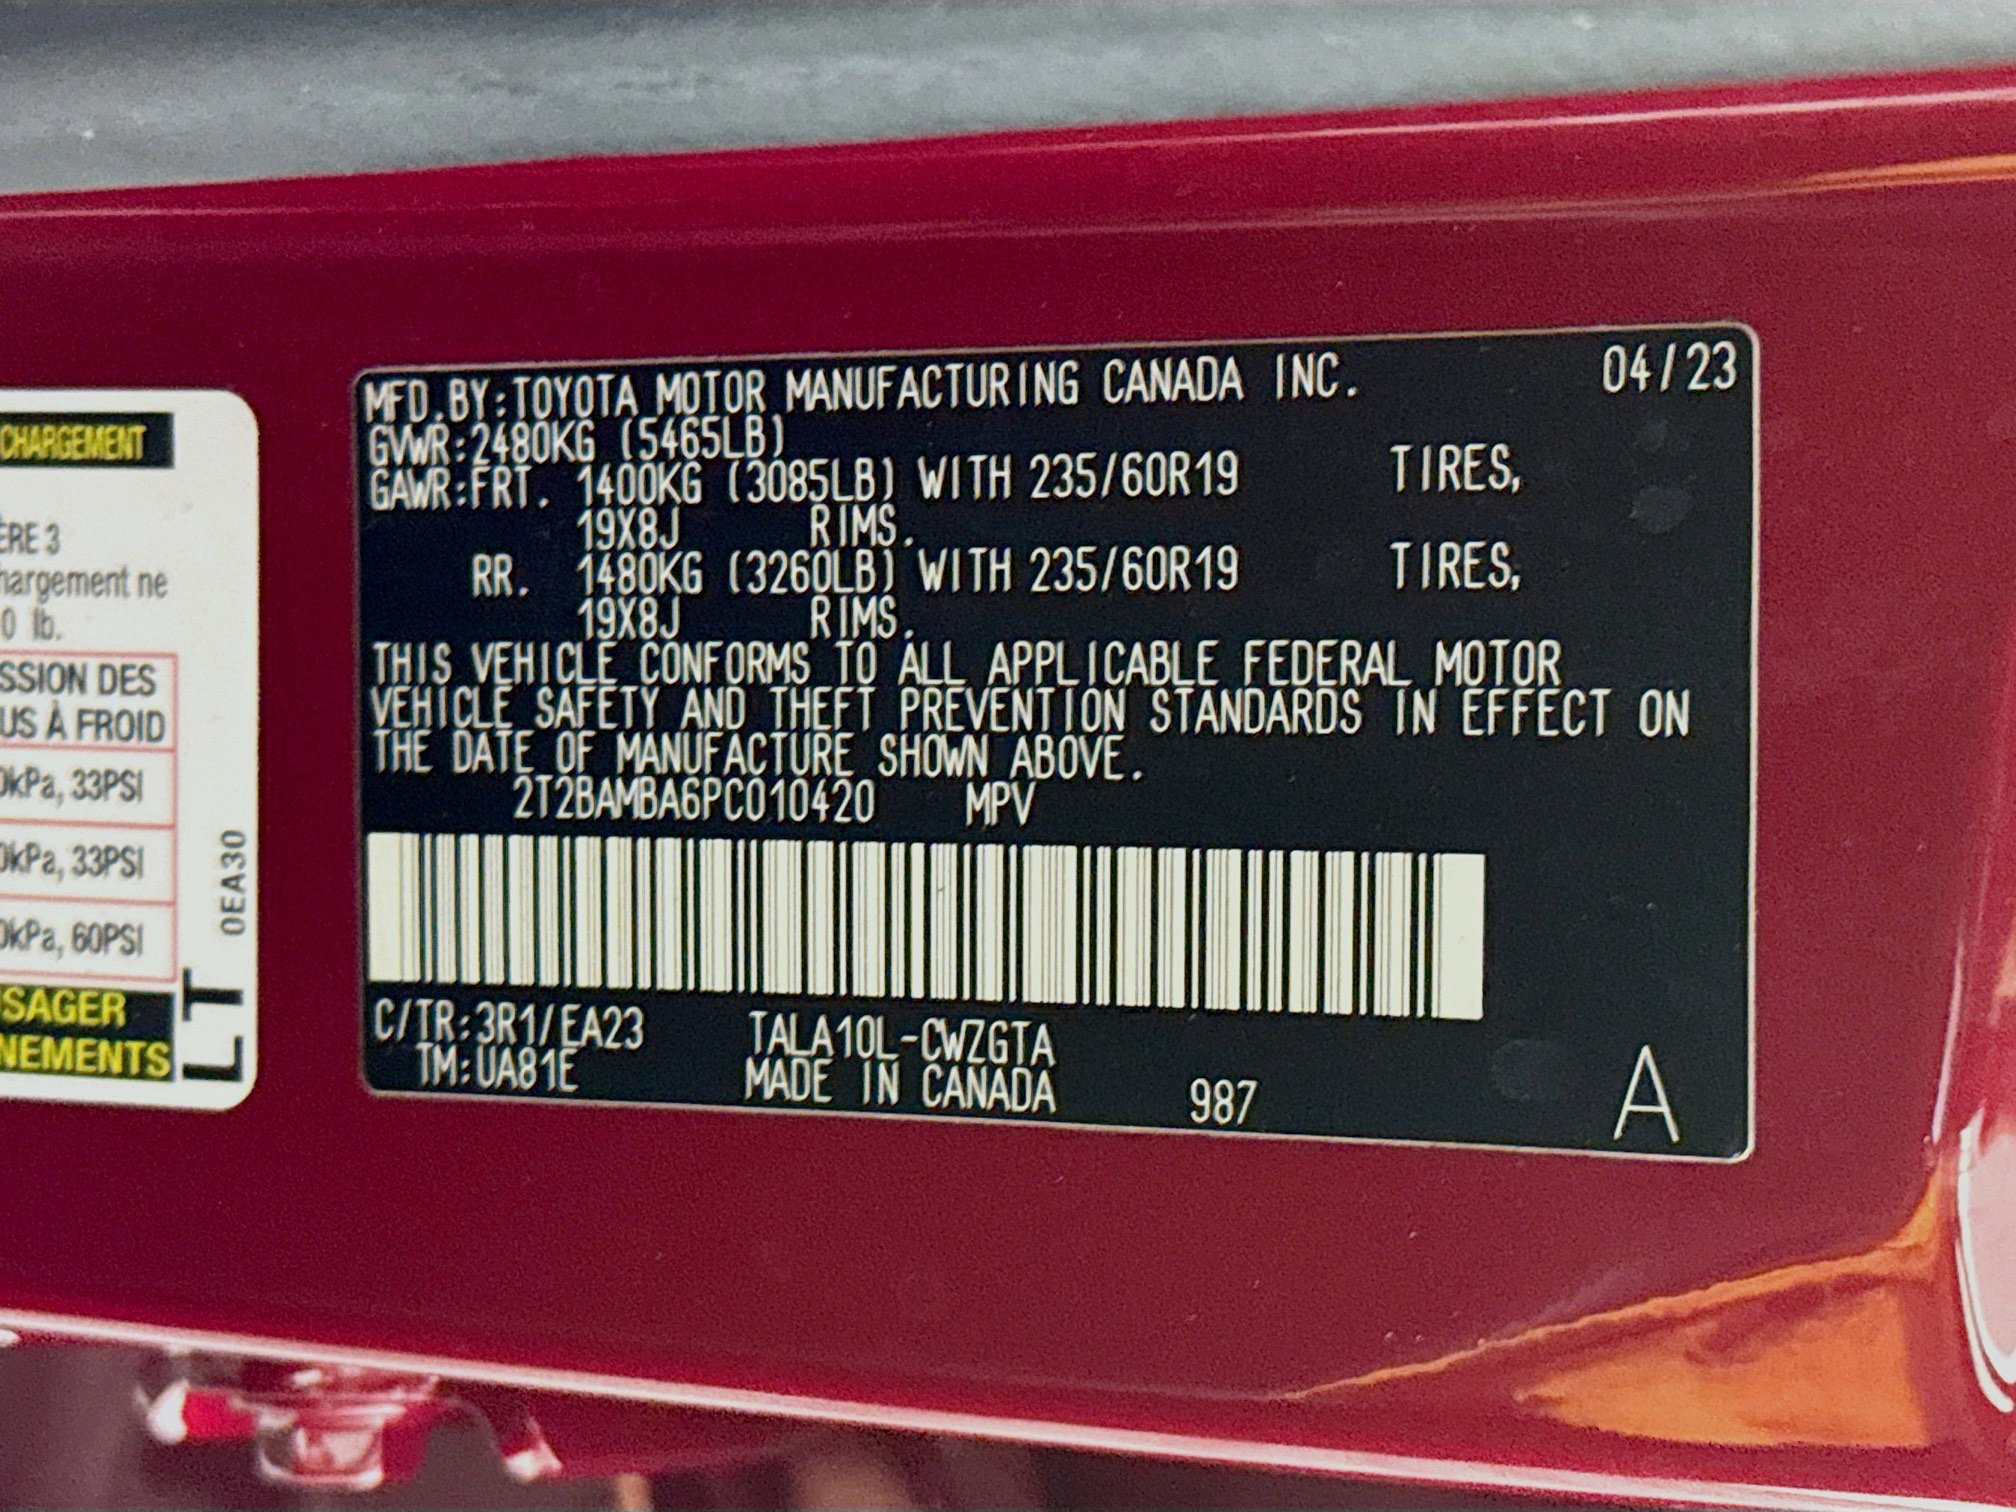 CHARGEMENT
ÈRE 3
hargement ne
0 lb.
SSION DES
US À FROID
0kPa, 33PSI
0kPa, 33PSI
0kPa, 60PSI
SAGER
NEMENTS
0EA30
LT
MFD.BY:TOYOTA MOTOR MANUFACTURING CANADA INC. 04/23
GVWR:2480KG (5465LB)
GAWR:FRT. 1400KG (3085LB) WITH 235/60R19 TIRES,
19X8J RIMS.
RR. 1480KG (3260LB) WITH 235/60R19 TIRES,
19X8J RIMS.
THIS VEHICLE CONFORMS TO ALL APPLICABLE FEDERAL MOTOR
VEHICLE SAFETY AND THEFT PREVENTION STANDARDS IN EFFECT ON
THE DATE OF MANUFACTURE SHOWN ABOVE.
2T2BAMBA6PC010420 MPV
C/TR:3R1/EA23 TALA10L-CWZGTA
TM:UA81E MADE IN CANADA 987 A